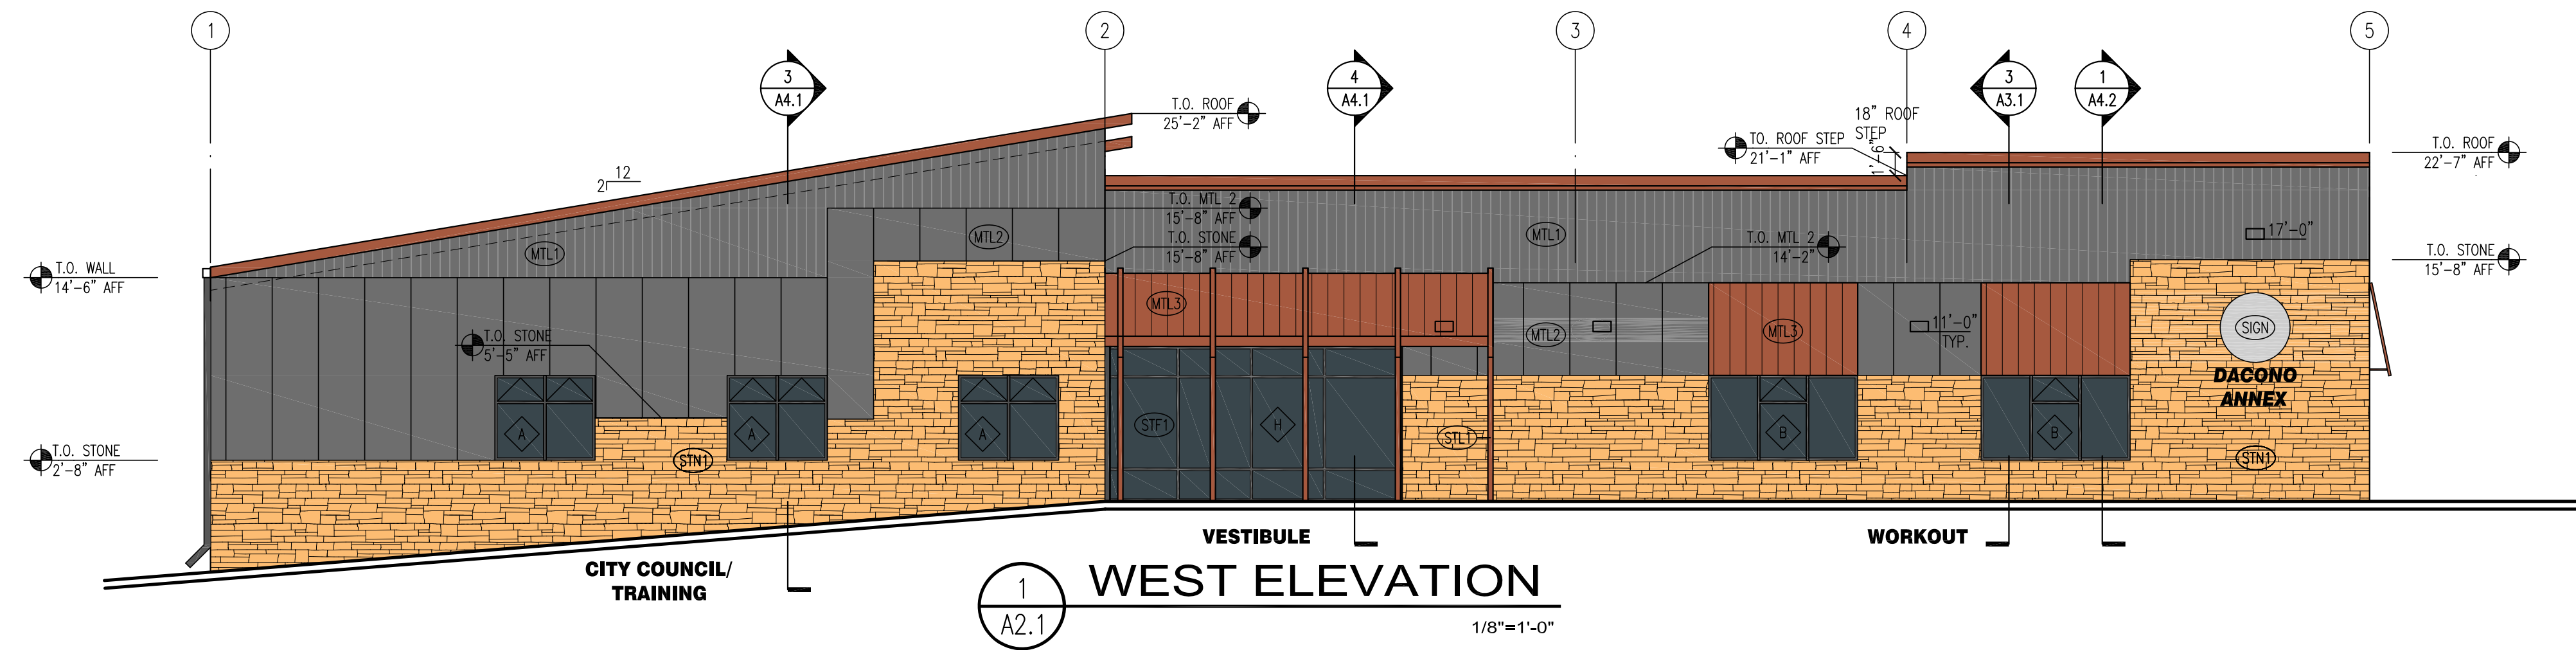 1
2
3
4
5
3
A4.1
4
A4.1
3
A3.1
1
A4.2
T.O. ROOF
25'-2" AFF
18" ROOF
STEP
TO. ROOF STEP
21'-1" AFF
1'-6"
T.O. ROOF
22'-7" AFF
12
2
T.O. MTL 2
15'-8" AFF
T.O. STONE
15'-8" AFF
MTL1
MTL2
MTL1
T.O. MTL 2
14'-2"
17'-0"
T.O. STONE
15'-8" AFF
T.O. WALL
14'-6" AFF
MTL3
MTL2
MTL3
11'-0"
TYP.
SIGN
T.O. STONE
5'-5" AFF
DACONO
ANNEX
A
A
A
STF1
H
STL1
B
B
T.O. STONE
2'-8" AFF
STN1
STN1
VESTIBULE
WORKOUT
CITY COUNCIL/
TRAINING
1
A2.1
WEST ELEVATION
1/8"=1'-0"